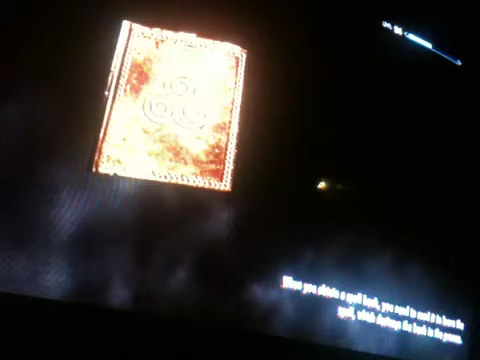 When you obtain a spell book, you need to read it to learn the
spell, which destroys the book in the process.